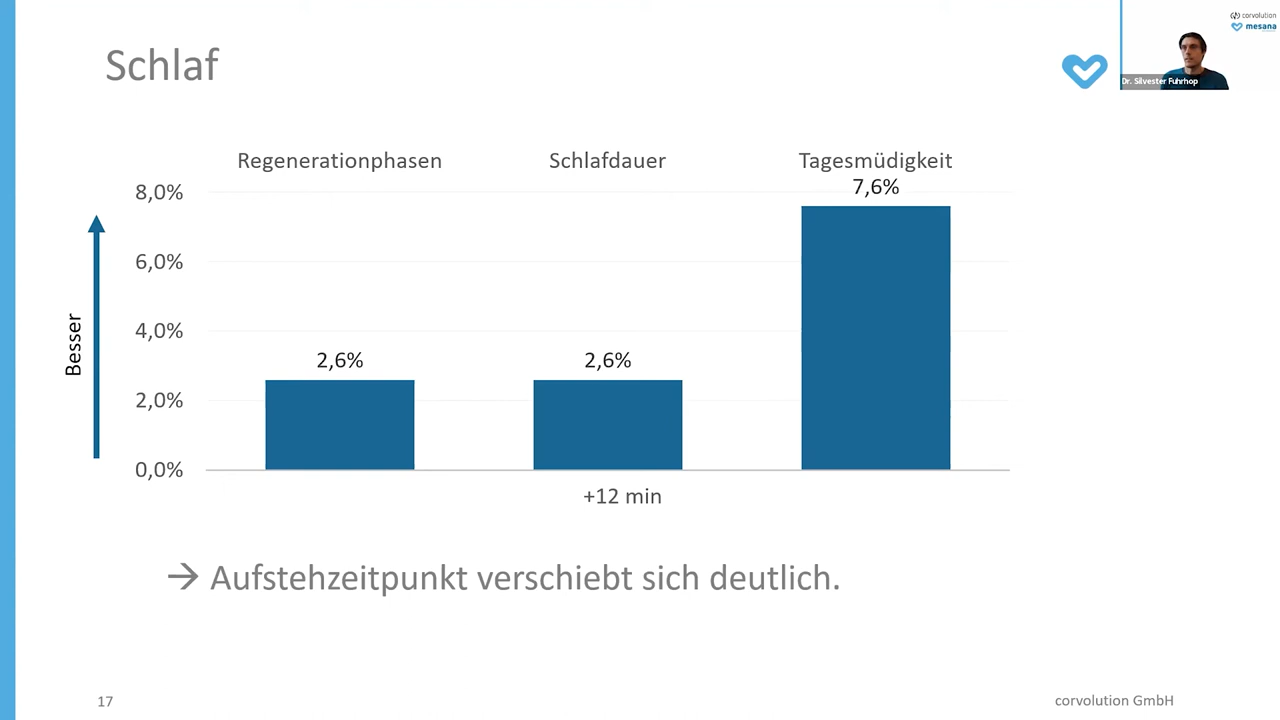 Schlaf
corvolution
mesana
Dr. Silvester Fuhrhop
Regenerationphasen
Schlafdauer
Tagesmüdigkeit
7,6%
8,0%
6,0%
4,0%
2,6%
2,6%
2,0%
0,0%
Besser
+12 min
→ Aufstehzeitpunkt verschiebt sich deutlich.
17
corvolution GmbH